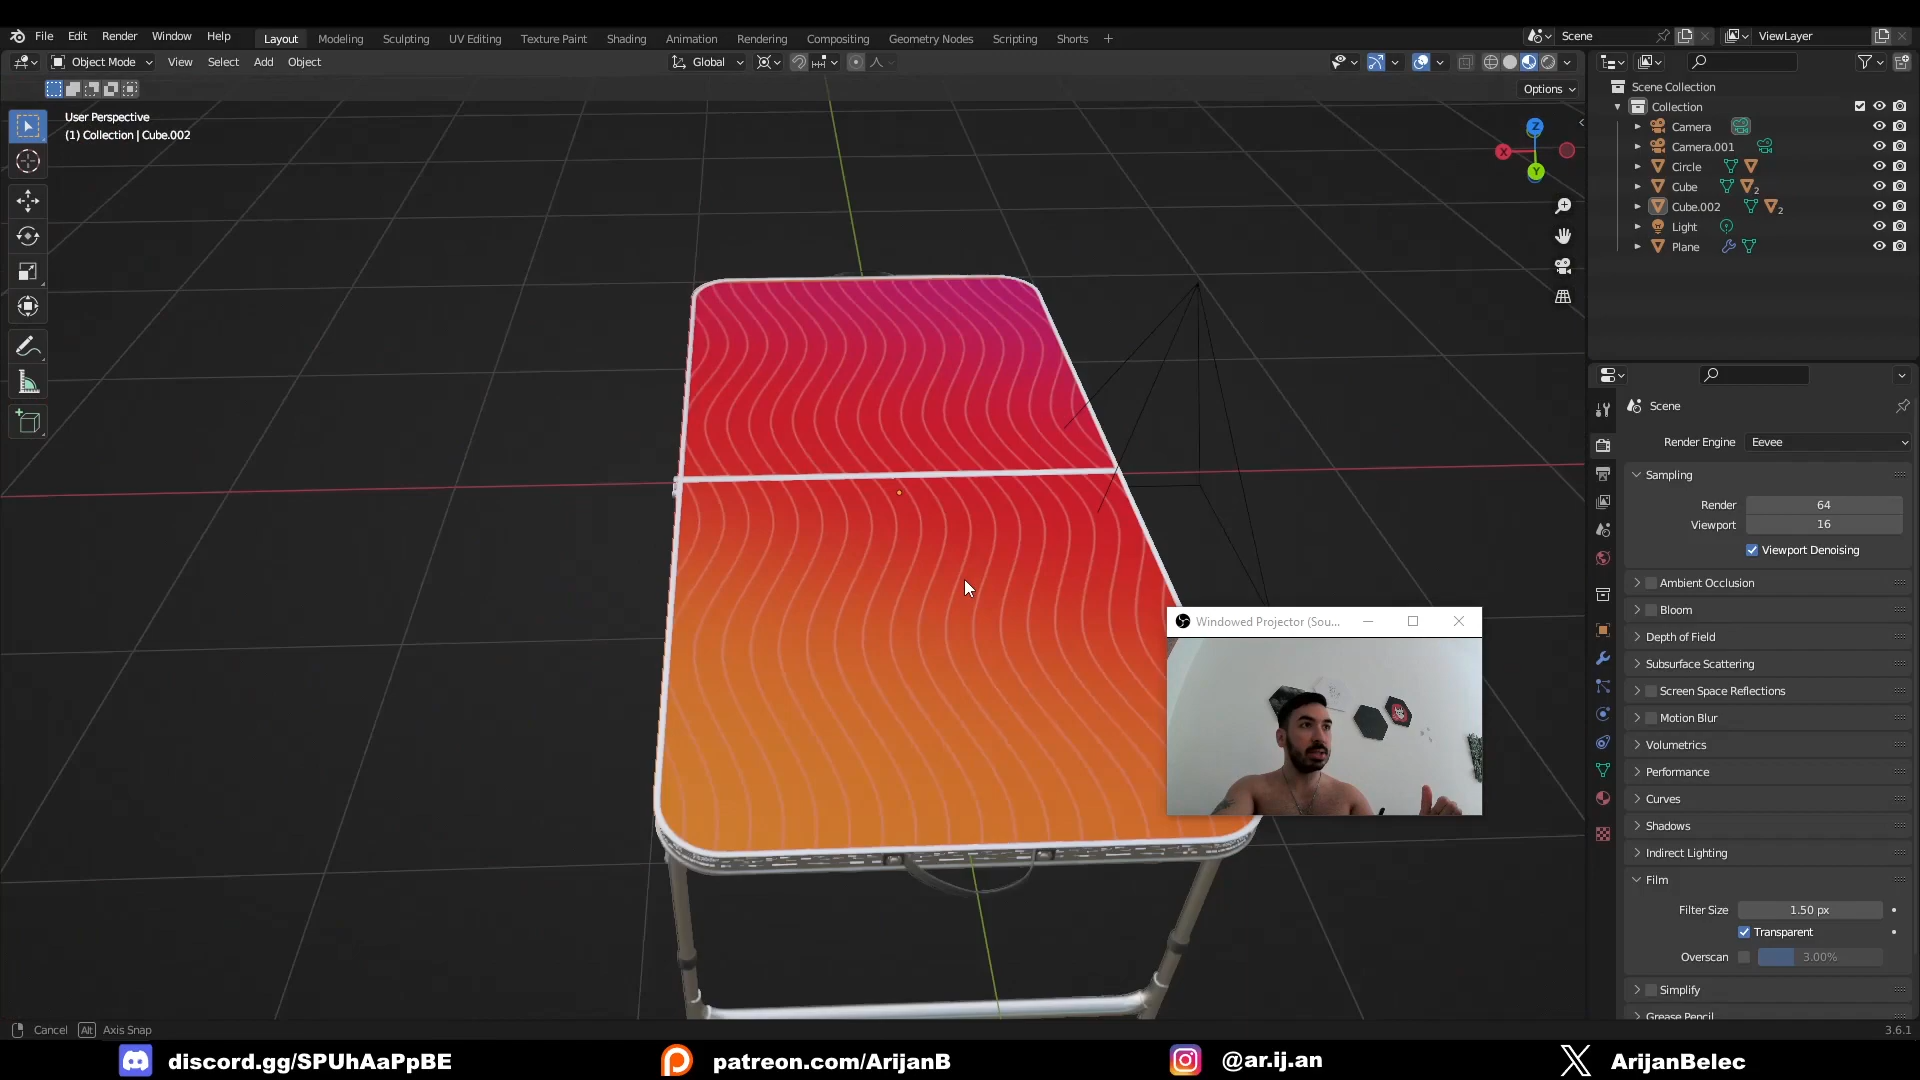 File Edit Render Window Help Layout Modeling Sculpting UV Editing Texture Paint Shading Animation Rendering Compositing Geometry Nodes Scripting Shorts + Scene ViewLayer
Object Mode View Select Add Object Global
Options
User Perspective
(1) Collection | Cube.002
Z
X
Y
Scene Collection
Collection
Camera
Camera.001
Circle
Cube 2
Cube.002 2
Light
Plane
Scene
Render Engine Eevee
Sampling
Render 64
Viewport 16
Viewport Denoising
Ambient Occlusion
Bloom
Depth of Field
Subsurface Scattering
Screen Space Reflections
Motion Blur
Volumetrics
Performance
Curves
Shadows
Indirect Lighting
Film
Filter Size 1.50 px
Transparent
Overscan 3.00%
Simplify
Grease Pencil
Windowed Projector (Sou...
Cancel Alt Axis Snap 3.6.1
discord.gg/SPUhAaPpBE patreon.com/ArijanB @ar.ij.an ArijanBelec